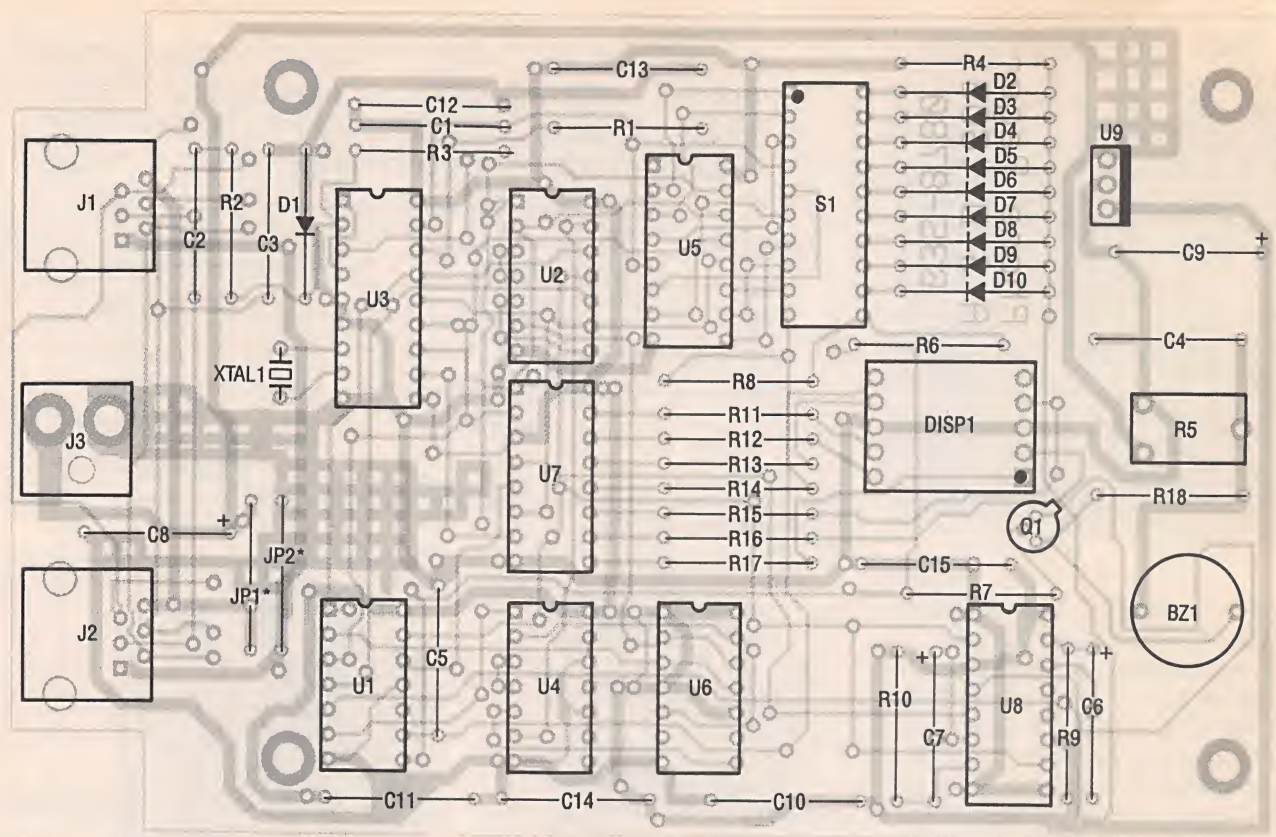 C13
R4
D2
C12
D3
C1
R1
D4
U9
R3
D5
D6
J1
R2
D1
S1
D7
C2
C3
U5
D8
C9
+
U2
D9
U3
D10
R6
C4
XTAL1
R8
R11
DISP1
R5
J3
R12
R13
U7
R14
R18
R15
+
C8
JP2*
R16
Q1
R17
C15
JP1*
R7
J2
BZ1
C5
+
+
U1
U4
U6
R10
U8
C6
C7
R9
C11
C14
C10